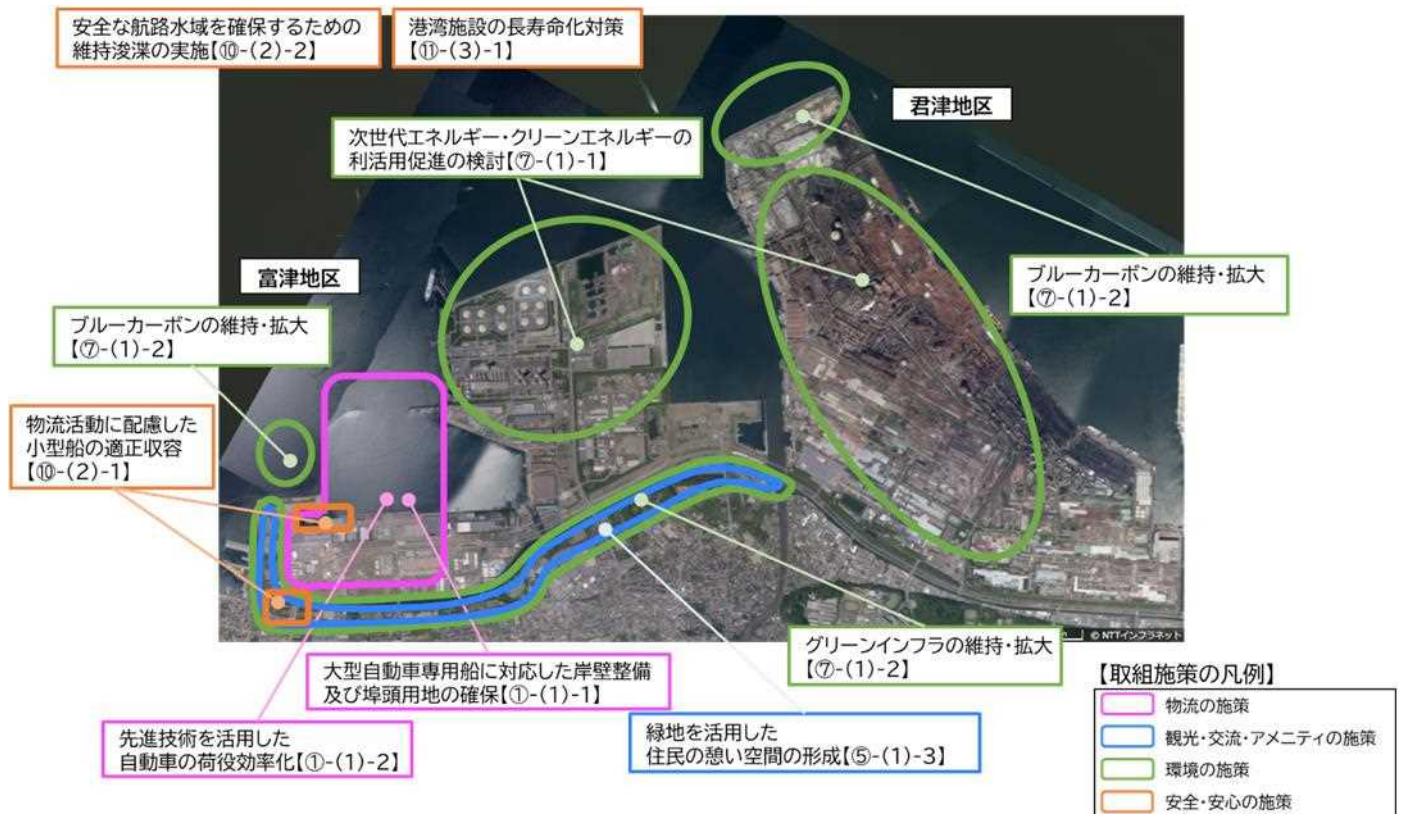 安全な航路水域を確保するための
維持浚渫の実施【⑩-(2)-2】
港湾施設の長寿命化対策
【⑪-(3)-1】
君津地区
次世代エネルギー・クリーンエネルギーの
利活用促進の検討【⑦-(1)-1】
富津地区
ブルーカーボンの維持・拡大
【⑦-(1)-2】
ブルーカーボンの維持・拡大
【⑦-(1)-2】
物流活動に配慮した
小型船の適正収容
【⑩-(2)-1】
© NTTインフラネット
グリーンインフラの維持・拡大
【⑦-(1)-2】
大型自動車専用船に対応した岸壁整備
及び埠頭用地の確保【①-(1)-1】
先進技術を活用した
自動車の荷役効率化【①-(1)-2】
緑地を活用した
住民の憩い空間の形成【⑤-(1)-3】
【取組施策の凡例】
物流の施策
観光・交流・アメニティの施策
環境の施策
安全・安心の施策